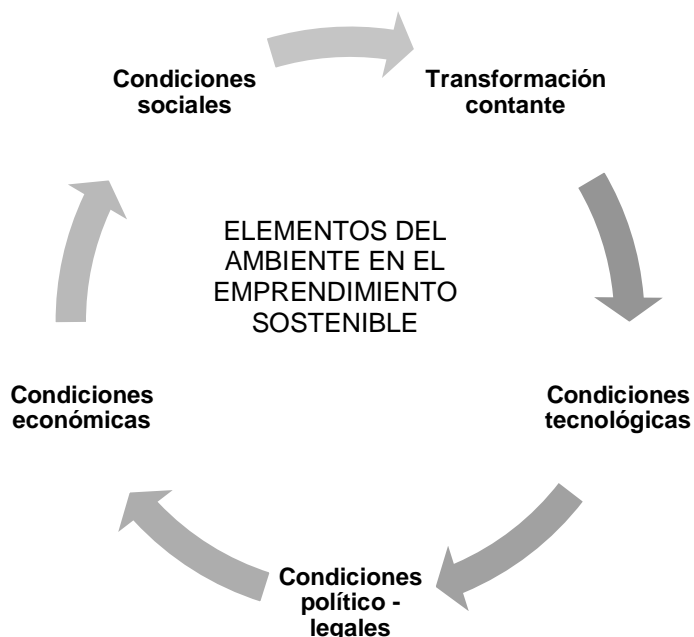 Condiciones
sociales
Transformación
contante
ELEMENTOS DEL
AMBIENTE EN EL
EMPRENDIMIENTO
SOSTENIBLE
Condiciones
económicas
Condiciones
tecnológicas
Condiciones
político -
legales